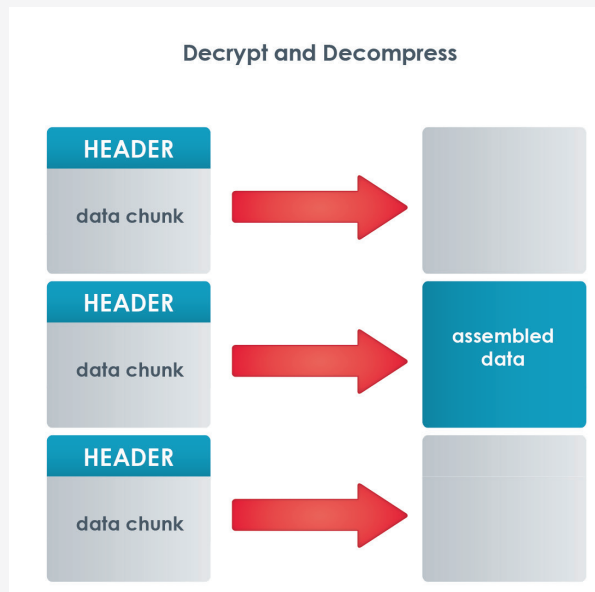 Decrypt and Decompress
HEADER
data chunk
HEADER
data chunk
assembled
data
HEADER
data chunk